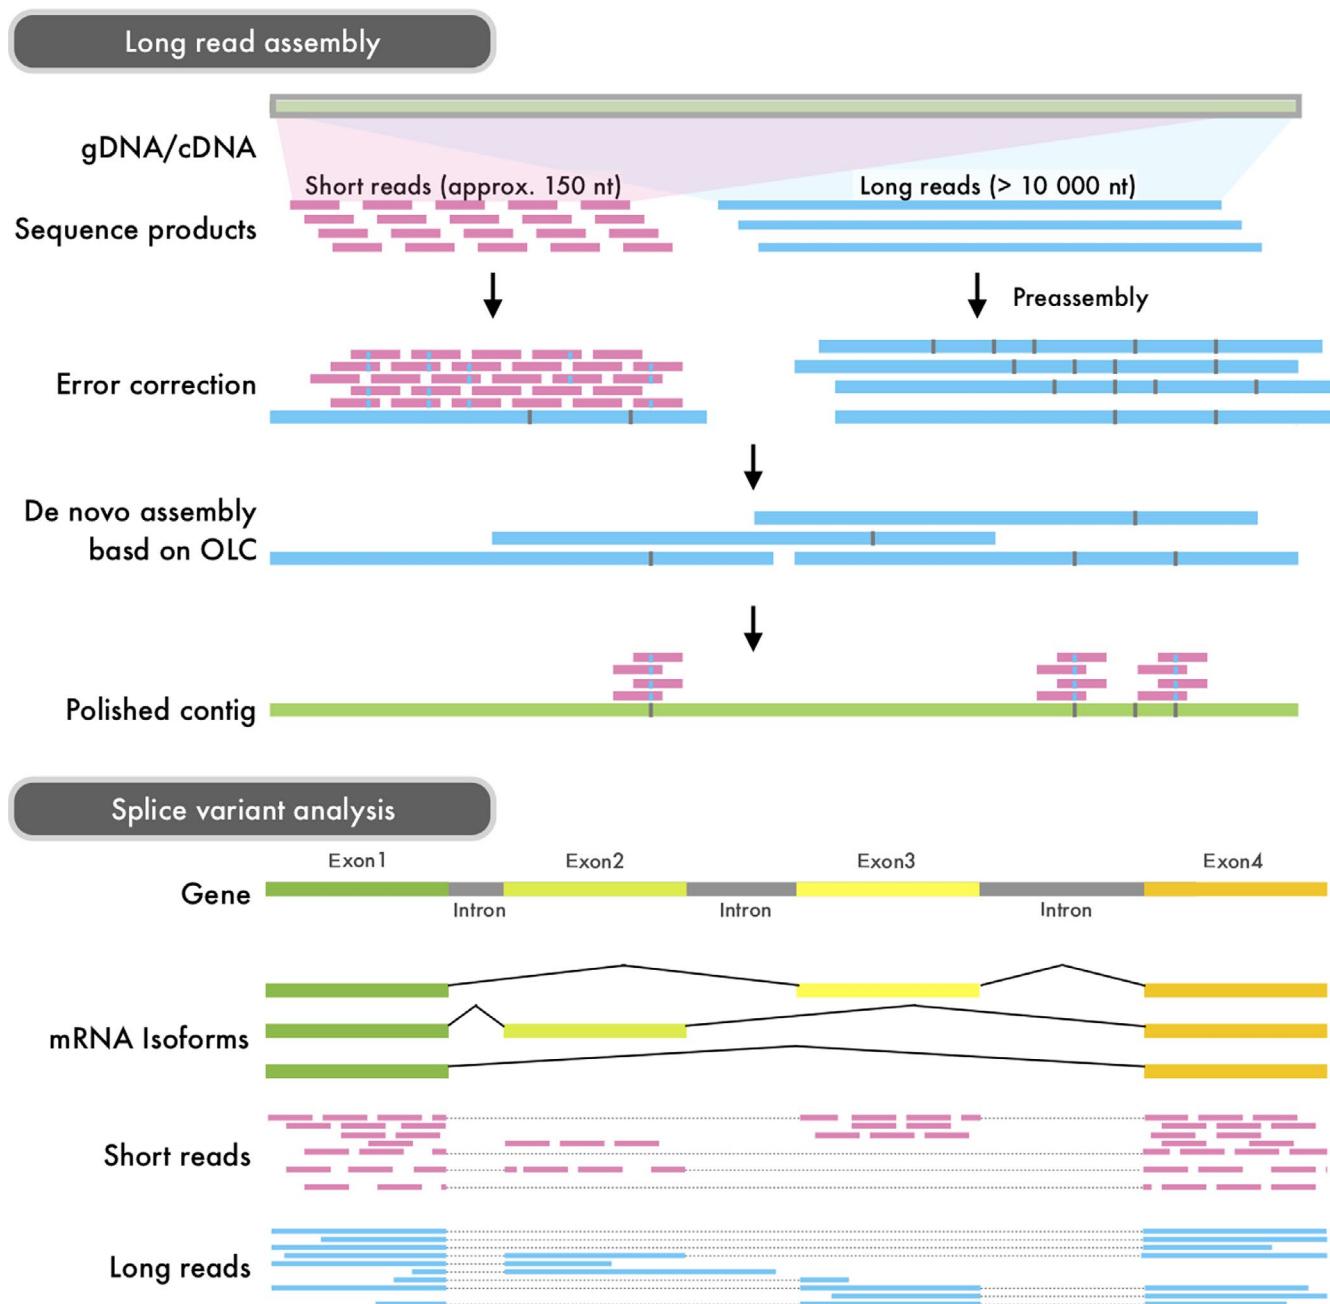 Long read assembly
gDNA/cDNA
Short reads (approx. 150 nt)
Long reads (> 10 000 nt)
Sequence products
Preassembly
Error correction
De novo assembly
basd on OLC
Polished contig
Splice variant analysis
Exon1 Exon2 Exon3 Exon4
Gene
Intron Intron Intron
mRNA Isoforms
Short reads
Long reads